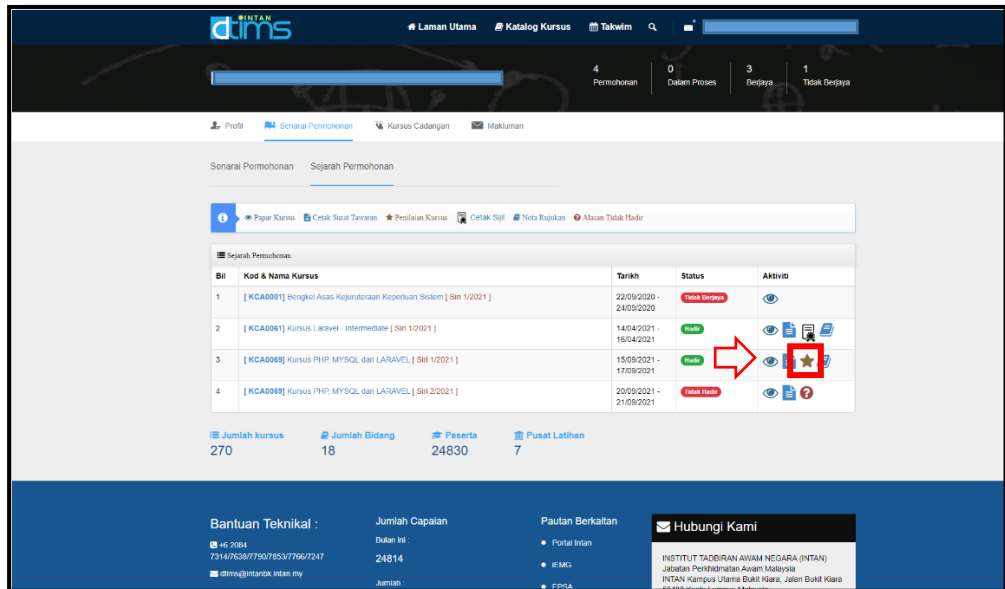 INTAN
dtims
Laman Utama Katalog Kursus Takwim
4 0 3 1
Permohonan Dalam Proses Berjaya Tidak Berjaya
Profil Senarai Permohonan Kursus Cadangan Makluman
Senarai Permohonan Sejarah Permohonan
Papar Kursus Cetak Surat Tawaran Penilaian Kursus Cetak Sijil Nota Rujukan Alasan Tidak Hadir
Sejarah Permohonan
Bil Kod & Nama Kursus Tarikh Status Aktiviti
1 [ KCA0001] Bengkel Asas Kejuruteraan Keperluan Sistem [ Siri 1/2021 ] 22/09/2020 - Tidak Berjaya
24/09/2020
2 [ KCA0061] Kursus Laravel - Intermediate [ Siri 1/2021 ] 14/04/2021 - Hadir
16/04/2021
3 [ KCA0069] Kursus PHP, MYSQL dan LARAVEL [ Siri 1/2021 ] 15/09/2021 - Hadir
17/09/2021
4 [ KCA0069] Kursus PHP, MYSQL dan LARAVEL [ Siri 2/2021 ] 20/09/2021 - Tidak Hadir
21/09/2021
Jumlah kursus Jumlah Bidang Peserta Pusat Latihan
270 18 24830 7
Bantuan Teknikal : Jumlah Capaian Pautan Berkaitan Hubungi Kami
+6 2084 Bulan ini : Portal Intan
7314/7638/7790/7853/7766/7247 24814 iEMG INSTITUT TADBIRAN AWAM NEGARA (INTAN)
Jabatan Perkhidmatan Awam Malaysia
dtims@intanbk.intan.my Jumlah : EPSA INTAN Kampus Utama Bukit Kiara, Jalan Bukit Kiara